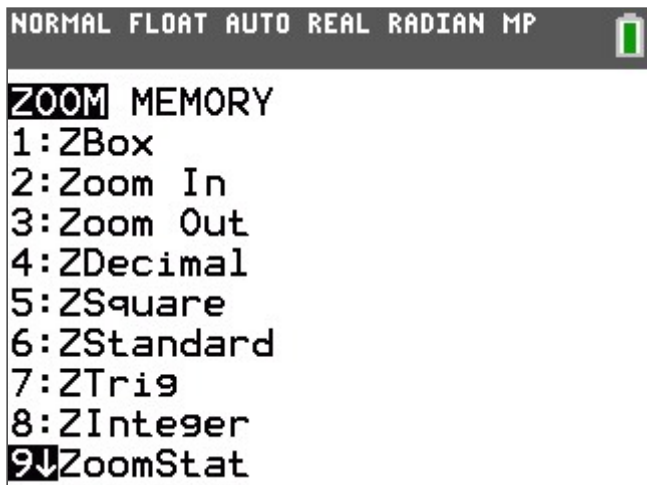 NORMAL FLOAT AUTO REAL RADIAN MP
ZOOM MEMORY
1:ZBox
2:Zoom In
3:Zoom Out
4:ZDecimal
5:ZSquare
6:ZStandard
7:ZTrig
8:ZInteger
9↓ZoomStat